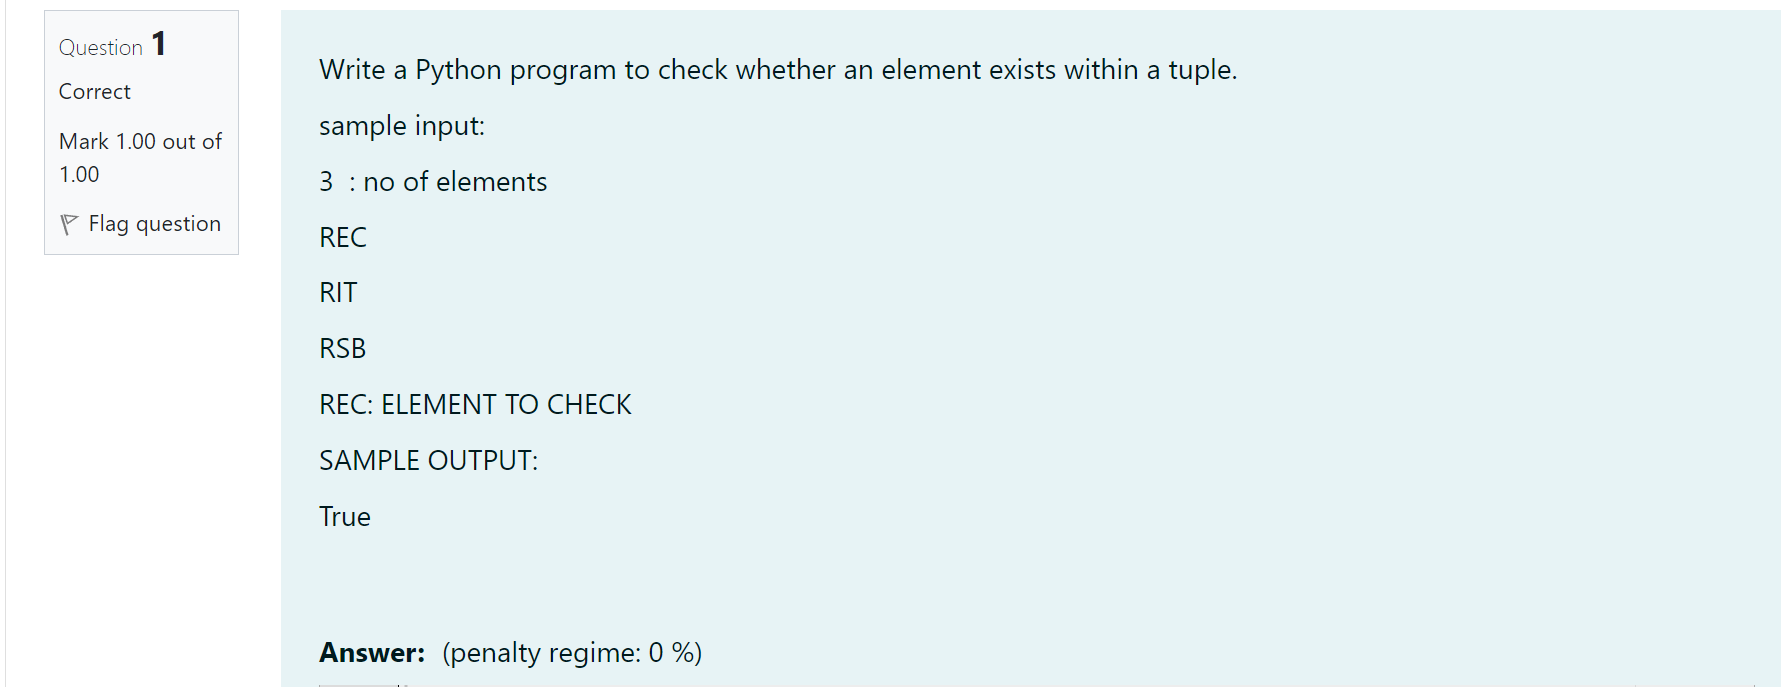 Question 1
Correct
Mark 1.00 out of
1.00
Flag question
Write a Python program to check whether an element exists within a tuple.
sample input:
3 : no of elements
REC
RIT
RSB
REC: ELEMENT TO CHECK
SAMPLE OUTPUT:
True
Answer: (penalty regime: 0 %)